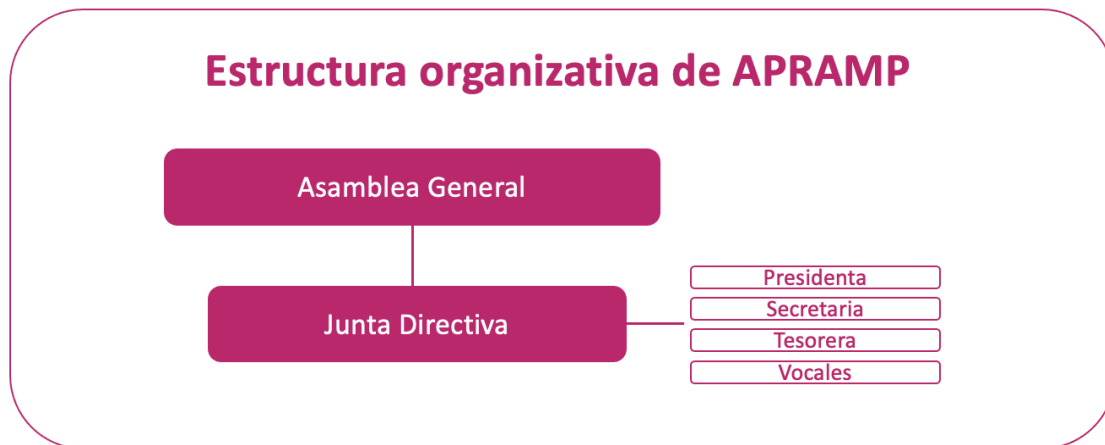 Estructura organizativa de APRAMP
Asamblea General
Junta Directiva
Presidenta
Secretaria
Tesorera
Vocales